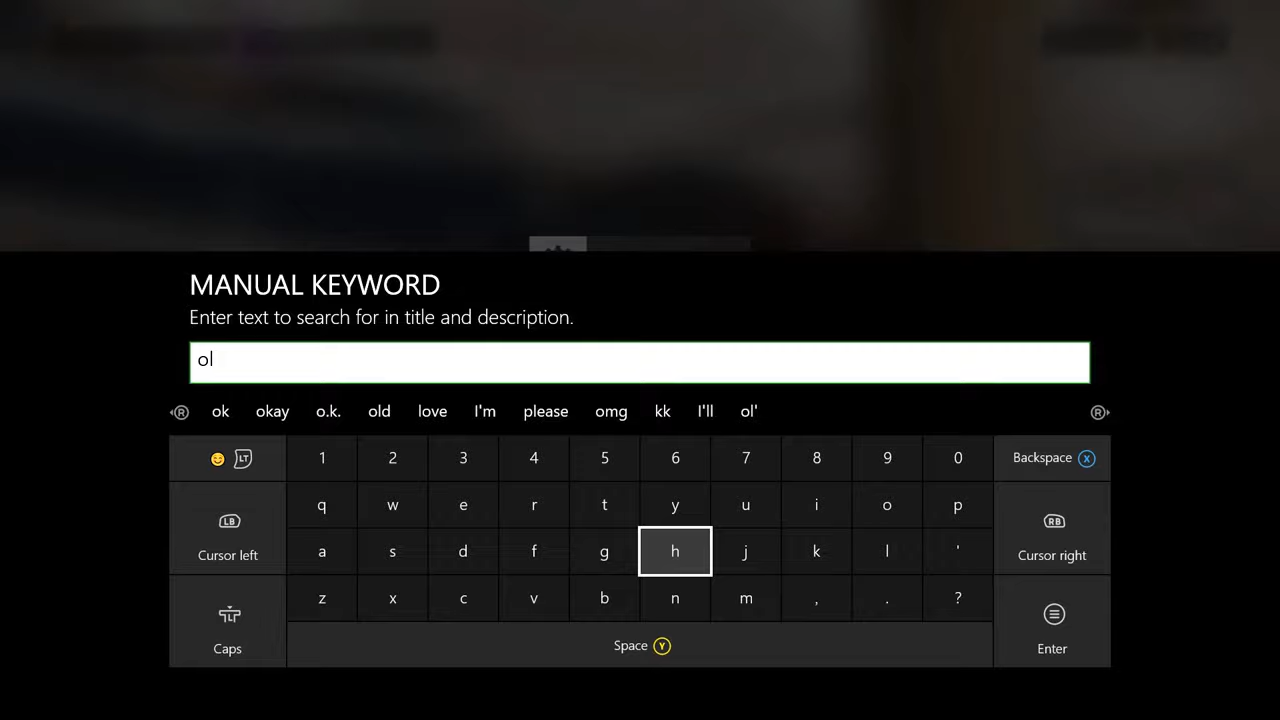 MANUAL KEYWORD
Enter text to search for in title and description.
ol
R ok okay o.k. old love I'm please omg kk I'll ol' R
LT 1 2 3 4 5 6 7 8 9 0 Backspace X
q w e r t y u i o p
LB RB
Cursor left a s d f g h j k l ' Cursor right
z x c v b n m , . ?
LT
Caps Space Y Enter